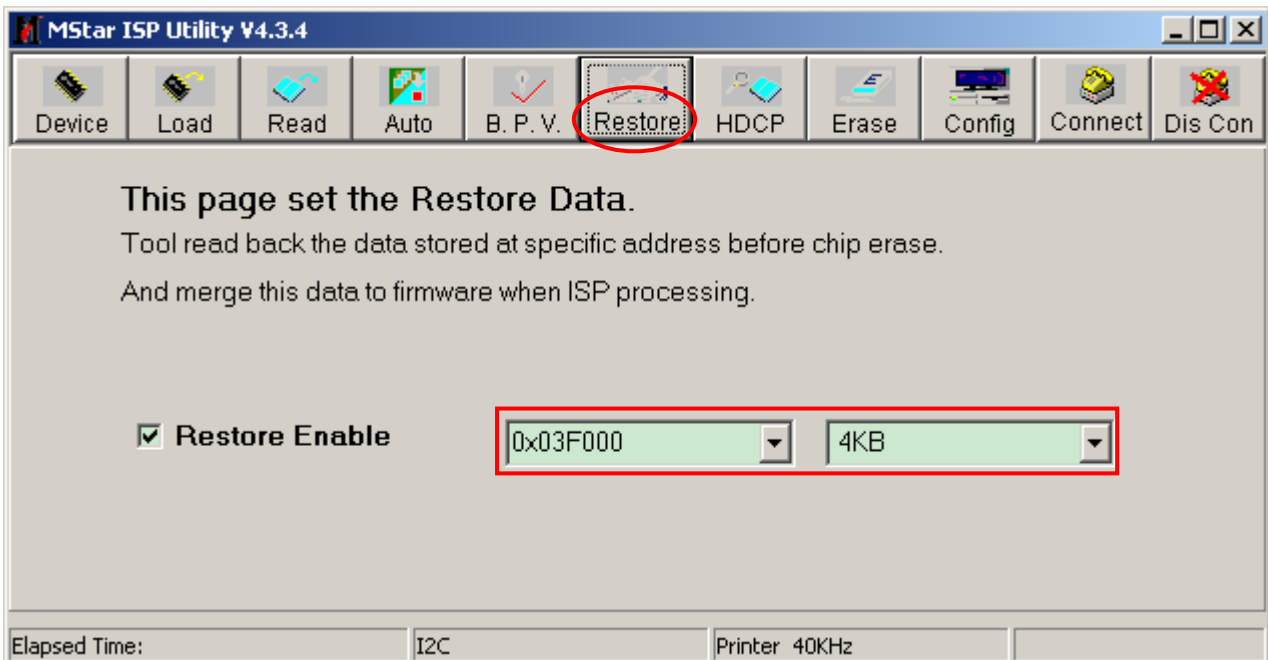 MStar ISP Utility V4.3.4
Device Load Read Auto B. P. V. Restore HDCP Erase Config Connect Dis Con
This page set the Restore Data.
Tool read back the data stored at specific address before chip erase.
And merge this data to firmware when ISP processing.
Restore Enable 0x03F000 4KB
Elapsed Time: I2C Printer 40KHz